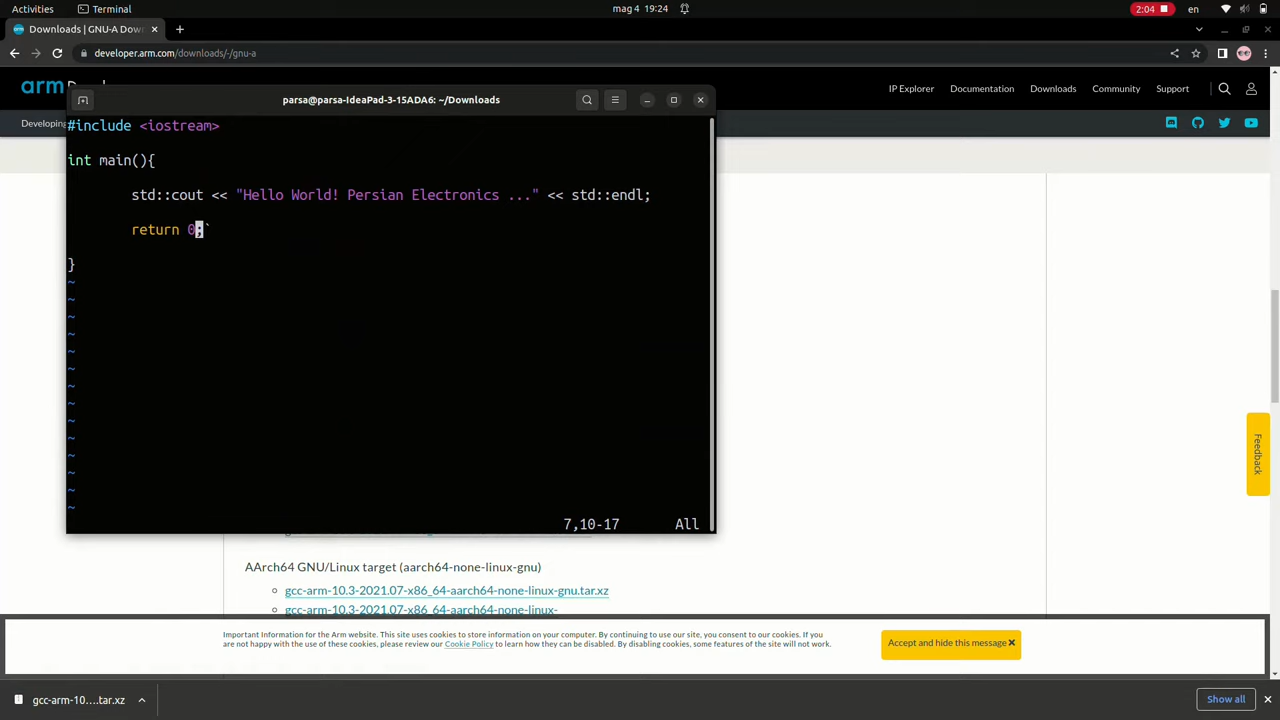 Activities Terminal mag 4 19:24 2:04 en
Downloads | GNU-A Dow
developer.arm.com/downloads/-/gnu-a
arm IP Explorer Documentation Downloads Community Support
Developing
parsa@parsa-IdeaPad-3-15ADA6: ~/Downloads
#include <iostream>
int main(){
std::cout << "Hello World! Persian Electronics ..." << std::endl;
return 0;`
}
~
~
~
~
~
~
~
~
~
~
~
~
~
~
7,10-17 All
Feedback
AArch64 GNU/Linux target (aarch64-none-linux-gnu)
gcc-arm-10.3-2021.07-x86_64-aarch64-none-linux-gnu.tar.xz
gcc-arm-10.3-2021.07-x86_64-aarch64-none-linux-
Important Information for the Arm website. This site uses cookies to store information on your computer. By continuing to use our site, you consent to our cookies. If you
are not happy with the use of these cookies, please review our Cookie Policy to learn how they can be disabled. By disabling cookies, some features of the site will not work.
Accept and hide this message
gcc-arm-10....tar.xz Show all